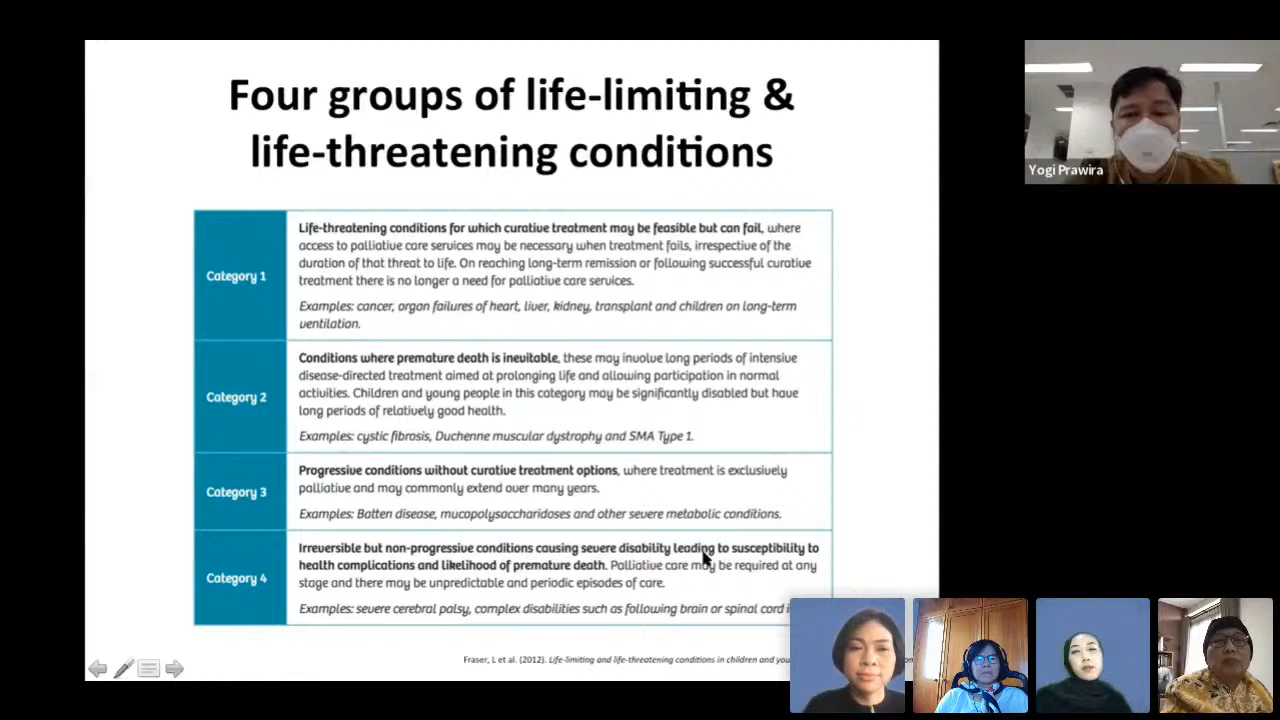 Four groups of life-limiting &
life-threatening conditions
Yogi Prawira
Category 1
Life-threatening conditions for which curative treatment may be feasible but can fail, where
access to palliative care services may be necessary when treatment fails, irrespective of the
duration of that threat to life. On reaching long-term remission or following successful curative
treatment there is no longer a need for palliative care services.
Examples: cancer, organ failures of heart, liver, kidney, transplant and children on long-term
ventilation.
Category 2
Conditions where premature death is inevitable, these may involve long periods of intensive
disease-directed treatment aimed at prolonging life and allowing participation in normal
activities. Children and young people in this category may be significantly disabled but have
long periods of relatively good health.
Examples: cystic fibrosis, Duchenne muscular dystrophy and SMA Type 1.
Category 3
Progressive conditions without curative treatment options, where treatment is exclusively
palliative and may commonly extend over many years.
Examples: Batten disease, mucopolysaccharidoses and other severe metabolic conditions.
Category 4
Irreversible but non-progressive conditions causing severe disability leading to susceptibility to
health complications and likelihood of premature death. Palliative care may be required at any
stage and there may be unpredictable and periodic episodes of care.
Examples: severe cerebral palsy, complex disabilities such as following brain or spinal cord
Fraser, L et al. (2012). Life-limiting and life-threatening conditions in children and